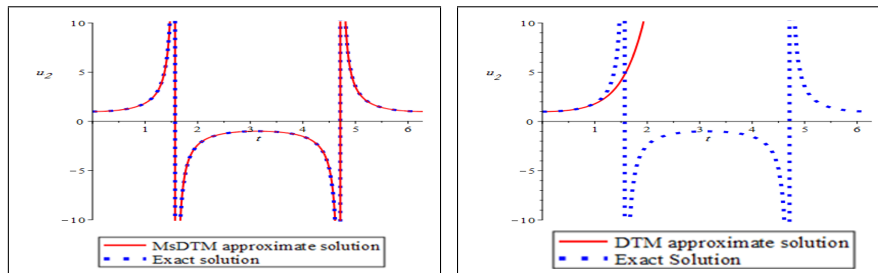 10
5
u2
0
1 2 3 4 5 6
t
−5
−10
MsDTM approximate solution
Exact solution
10
5
u2
0
1 2 3 4 5 6
t
−5
−10
DTM approximate solution
Exact Solution